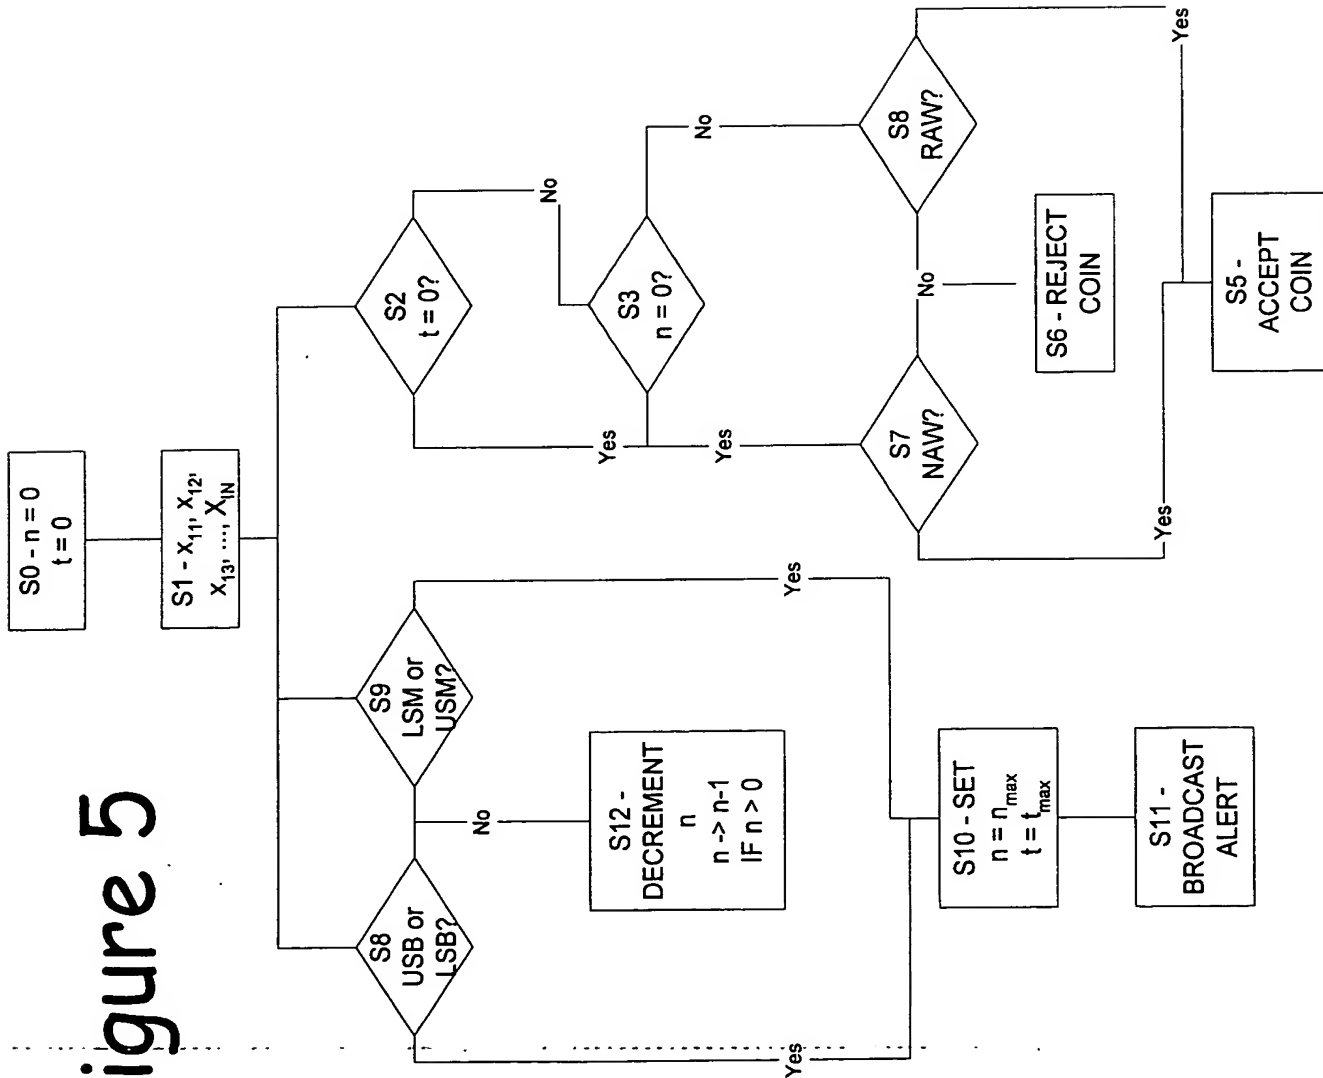 igure 5
S0 - n = 0
t = 0
S1 - x11, x12,
x13, ..., XIN
S8
USB or
LSB?
S9
LSM or
USM?
S2
t = 0?
No
S3
n = 0?
No
Yes
Yes
No
S12 -
DECREMENT
n
n -> n-1
IF n > 0
Yes
Yes
S7
NAW?
No
S8
RAW?
S10 - SET
n = nmax
t = tmax
S6 - REJECT
COIN
Yes
Yes
S11 -
BROADCAST
ALERT
S5 -
ACCEPT
COIN